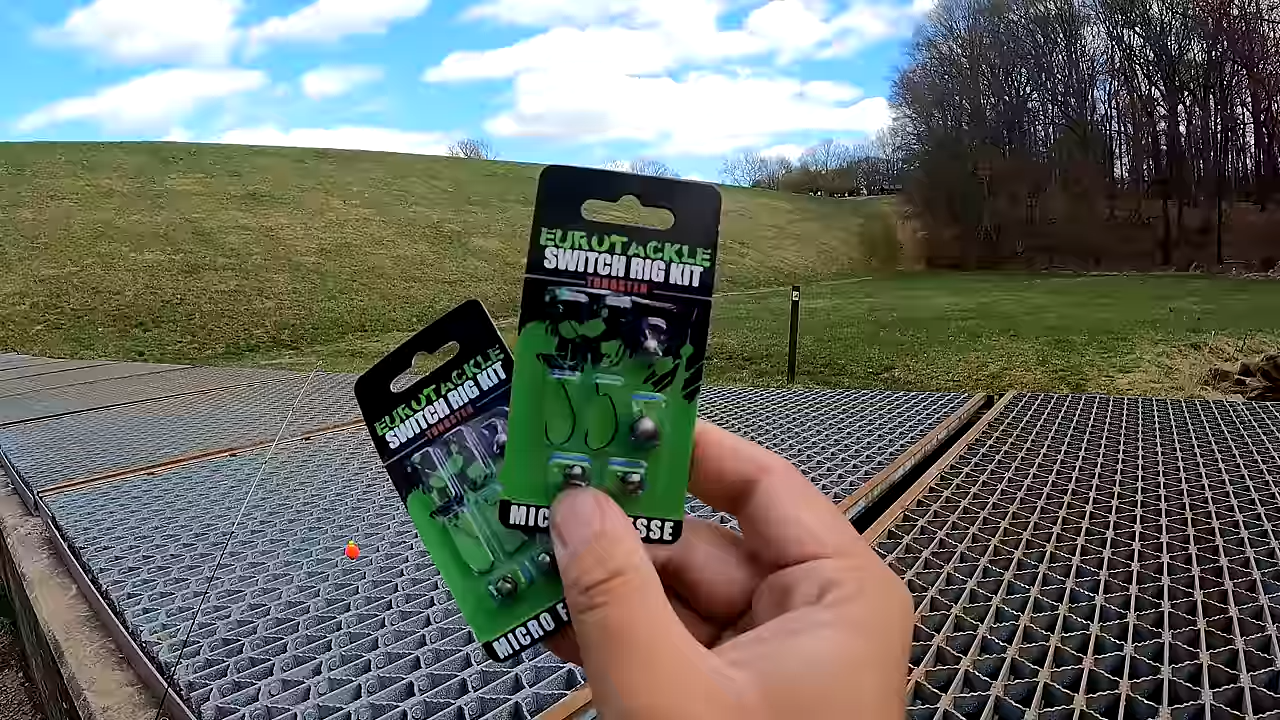 EUROTACKLE
SWITCH RIG KIT
TUNGSTEN
MIC SSE
EUROTACKLE
SWITCH RIG KIT
TUNGSTEN
MICRO F